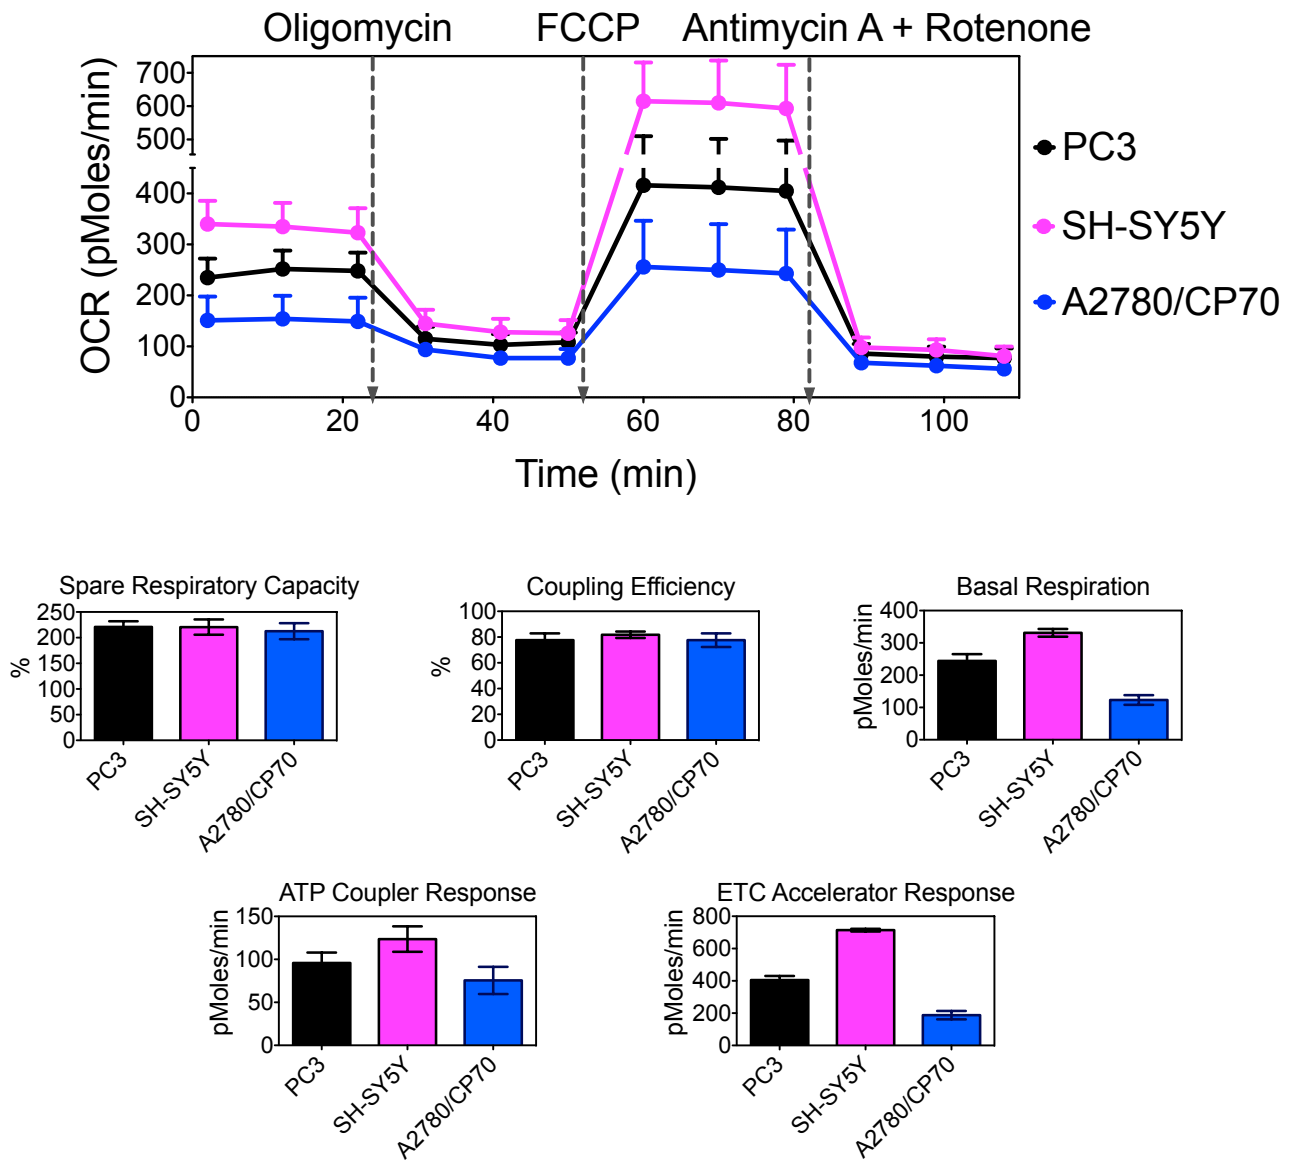 Oligomycin FCCP Antimycin A + Rotenone
OCR (pMoles/min)
700
600
500
400
300
200
100
0
0 20 40 60 80 100
Time (min)
PC3
SH-SY5Y
A2780/CP70
Spare Respiratory Capacity
%
250
200
150
100
50
0
PC3
SH-SY5Y
A2780/CP70
Coupling Efficiency
%
100
80
60
40
20
0
PC3
SH-SY5Y
A2780/CP70
Basal Respiration
pMoles/min
400
300
200
100
0
PC3
SH-SY5Y
A2780/CP70
ATP Coupler Response
pMoles/min
150
100
50
0
PC3
SH-SY5Y
A2780/CP70
ETC Accelerator Response
pMoles/min
800
600
400
200
0
PC3
SH-SY5Y
A2780/CP70